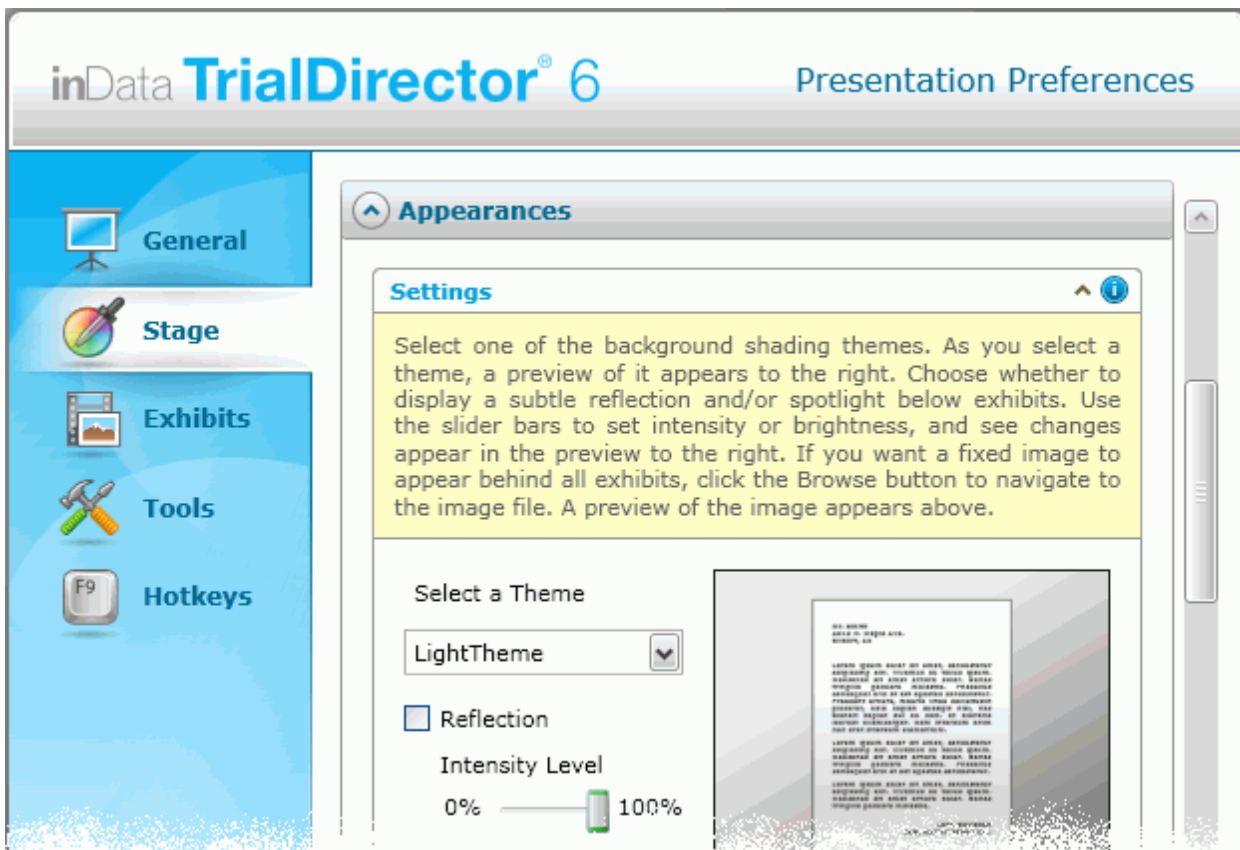 inData TrialDirector® 6
Presentation Preferences
General
Stage
Exhibits
Tools
F9
Hotkeys
Appearances
Settings
Select one of the background shading themes. As you select a
theme, a preview of it appears to the right. Choose whether to
display a subtle reflection and/or spotlight below exhibits. Use
the slider bars to set intensity or brightness, and see changes
appear in the preview to the right. If you want a fixed image to
appear behind all exhibits, click the Browse button to navigate to
the image file. A preview of the image appears above.
Select a Theme
LightTheme
Reflection
Intensity Level
0% 100%